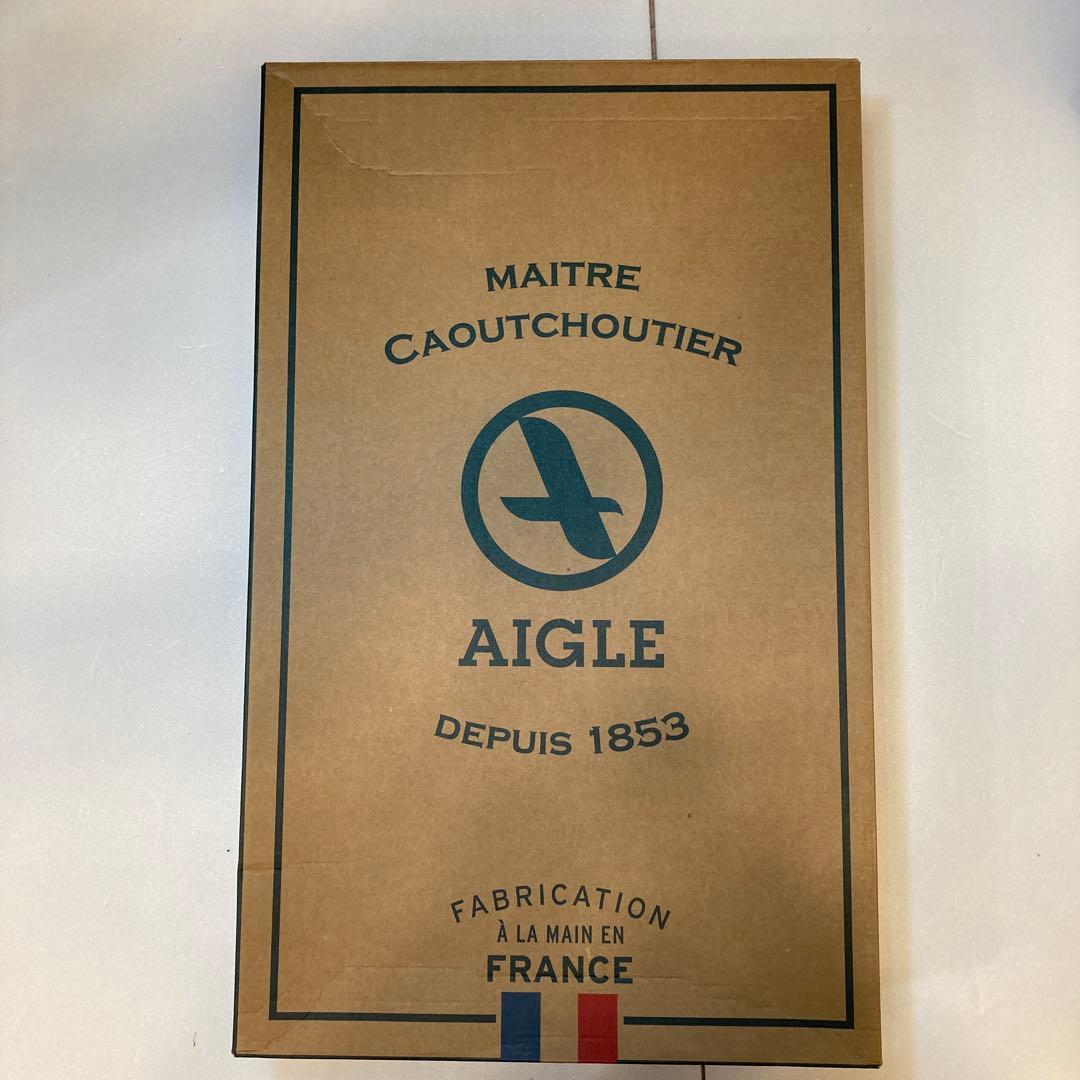 MAITRE
CAOUTCHOUTIER
AIGLE
DEPUIS 1853
FABRICATION
À LA MAIN EN
FRANCE